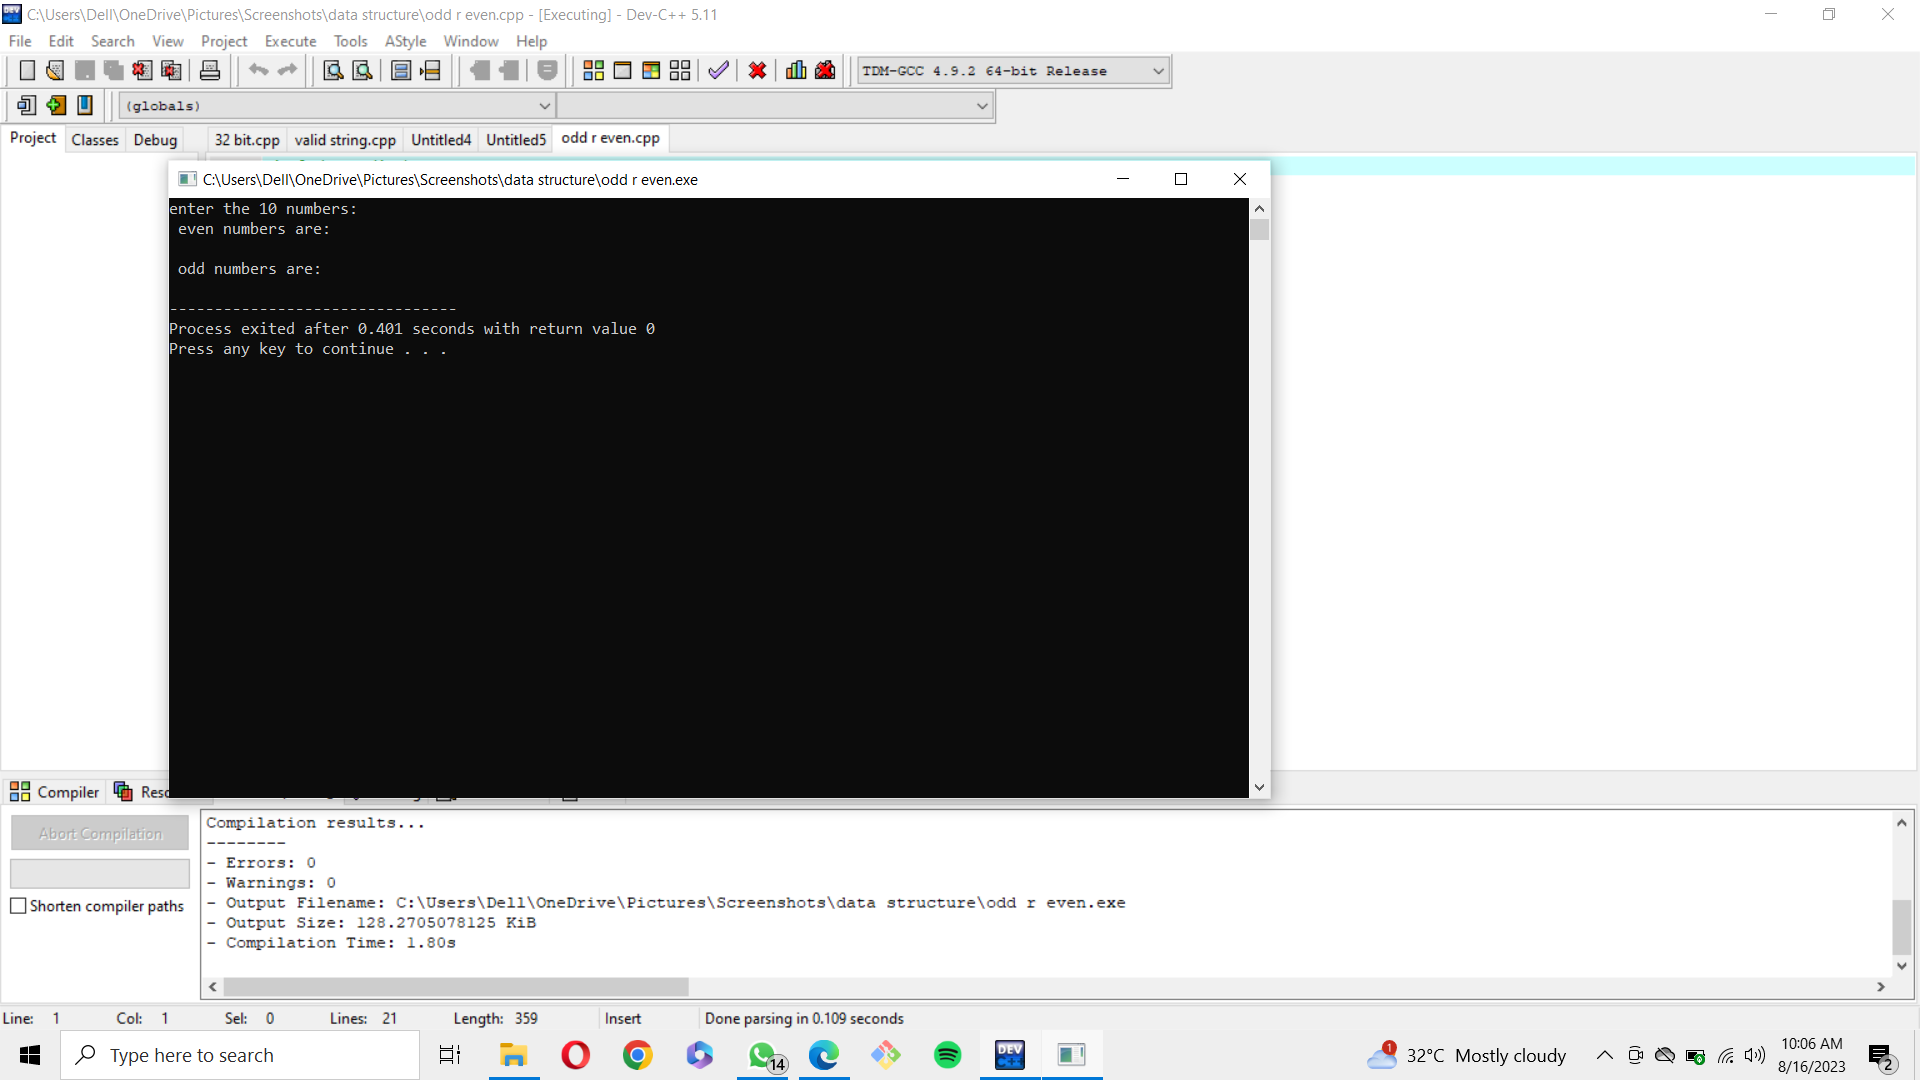 C:\Users\Dell\OneDrive\Pictures\Screenshots\data structure\odd r even.cpp - [Executing] - Dev-C++ 5.11
File Edit Search View Project Execute Tools AStyle Window Help
TDM-GCC 4.9.2 64-bit Release
(globals)
Project Classes Debug 32 bit.cpp valid string.cpp Untitled4 Untitled5 odd r even.cpp
C:\Users\Dell\OneDrive\Pictures\Screenshots\data structure\odd r even.exe
enter the 10 numbers:
even numbers are:
odd numbers are:
--------------------------------
Process exited after 0.401 seconds with return value 0
Press any key to continue . . .
Compiler Reso
Abort Compilation
Shorten compiler paths
Compilation results...
--------
- Errors: 0
- Warnings: 0
- Output Filename: C:\Users\Dell\OneDrive\Pictures\Screenshots\data structure\odd r even.exe
- Output Size: 128.2705078125 KiB
- Compilation Time: 1.80s
Line: 1 Col: 1 Sel: 0 Lines: 21 Length: 359 Insert Done parsing in 0.109 seconds
Type here to search
14
DEV C++
1
32°C Mostly cloudy
10:06 AM
8/16/2023
2